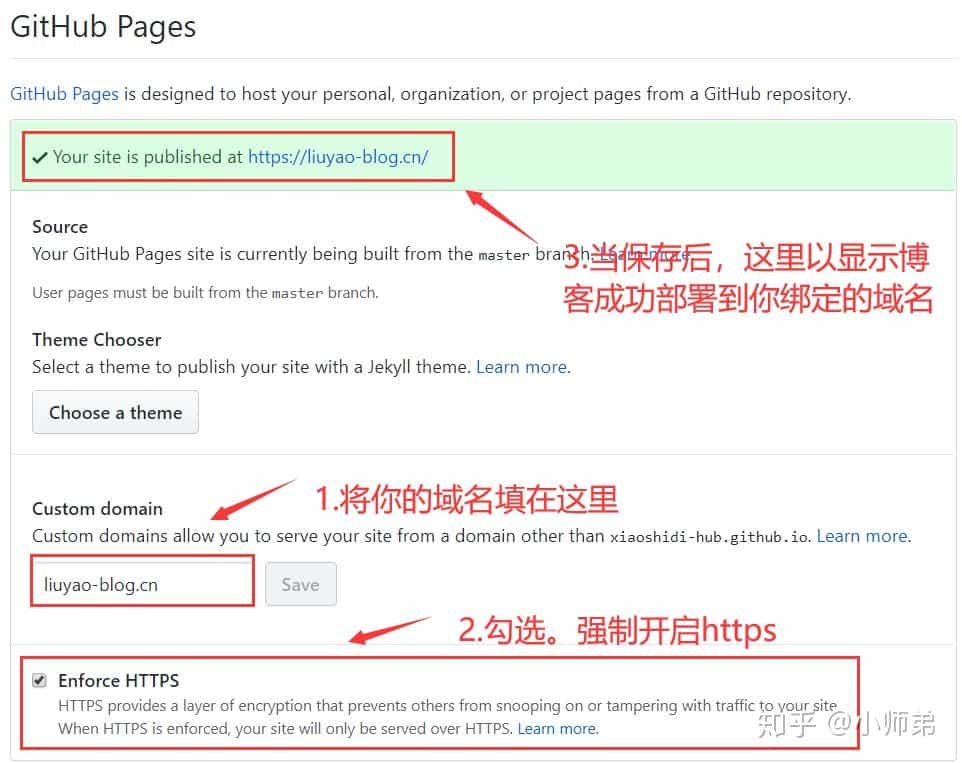 GitHub Pages
GitHub Pages is designed to host your personal, organization, or project pages from a GitHub repository.
Your site is published at https://liuyao-blog.cn/
Source
Your GitHub Pages site is currently being built from the master branch. Learn more.
3.当保存后，这里以显示博
客成功部署到你绑定的域名
User pages must be built from the master branch.
Theme Chooser
Select a theme to publish your site with a Jekyll theme. Learn more.
Choose a theme
1.将你的域名填在这里
Custom domain
Custom domains allow you to serve your site from a domain other than xiaoshidi-hub.github.io. Learn more.
liuyao-blog.cn
Save
2.勾选。强制开启https
Enforce HTTPS
HTTPS provides a layer of encryption that prevents others from snooping on or tampering with traffic to your site.
When HTTPS is enforced, your site will only be served over HTTPS. Learn more.
知乎 @小师弟